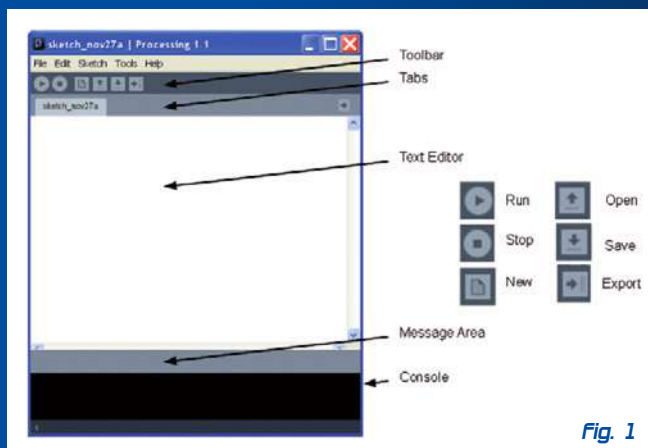 sketch_nov27a | Processing 1.1
File Edit Sketch Tools Help
sketch_nov27a
Toolbar
Tabs
Text Editor
Run
Open
Stop
Save
New
Export
Message Area
Console
1
Fig. 1